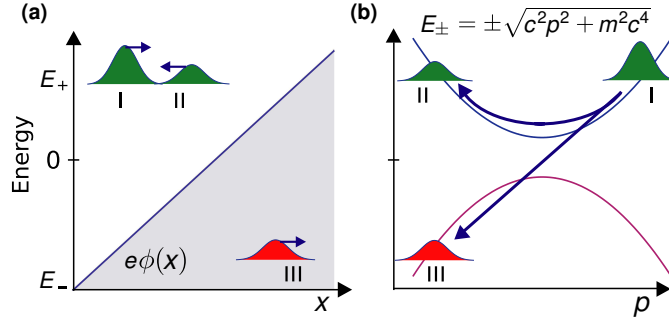 (a)
(b)
E± = ±√c²p² + m²c⁴
Energy
E₊
0
E₋
I
II
III
eϕ(x)
x
II
I
III
p